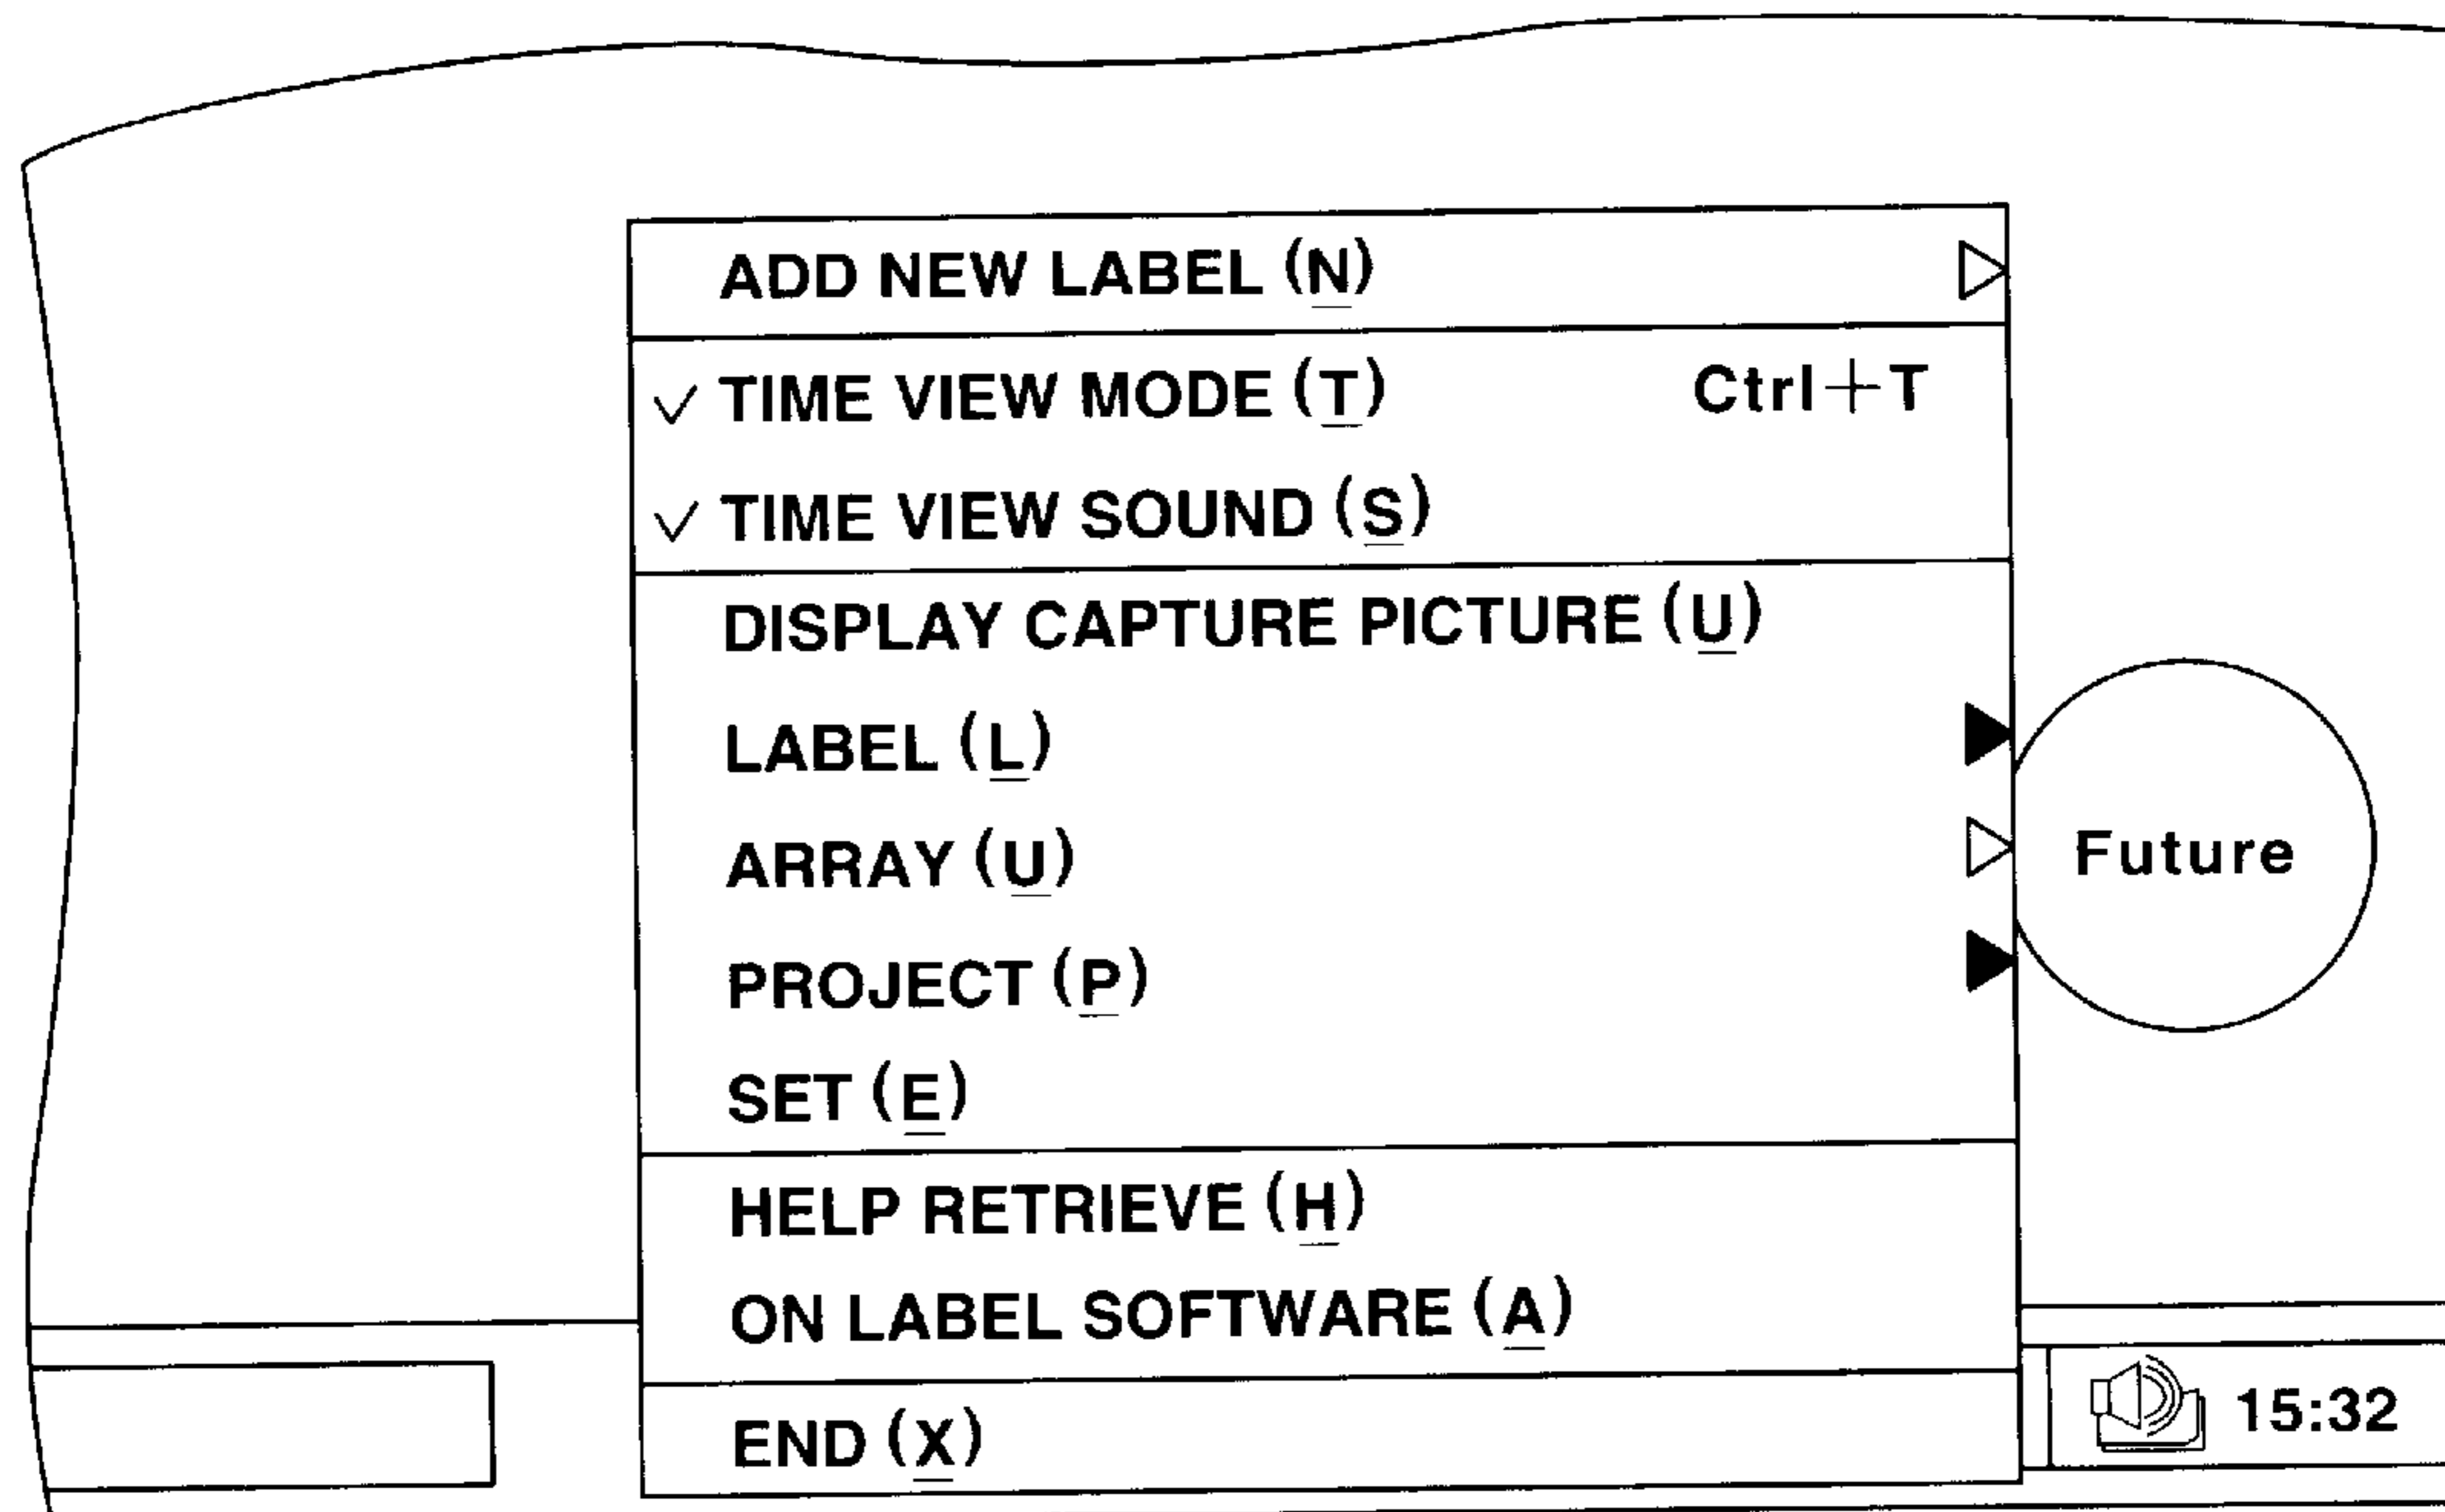 ADD NEW LABEL (N)
TIME VIEW MODE (T) Ctrl+T
TIME VIEW SOUND (S)
DISPLAY CAPTURE PICTURE (U)
LABEL (L)
ARRAY (U)
Future
PROJECT (P)
SET (E)
HELP RETRIEVE (H)
ON LABEL SOFTWARE (A)
END (X)
15:32